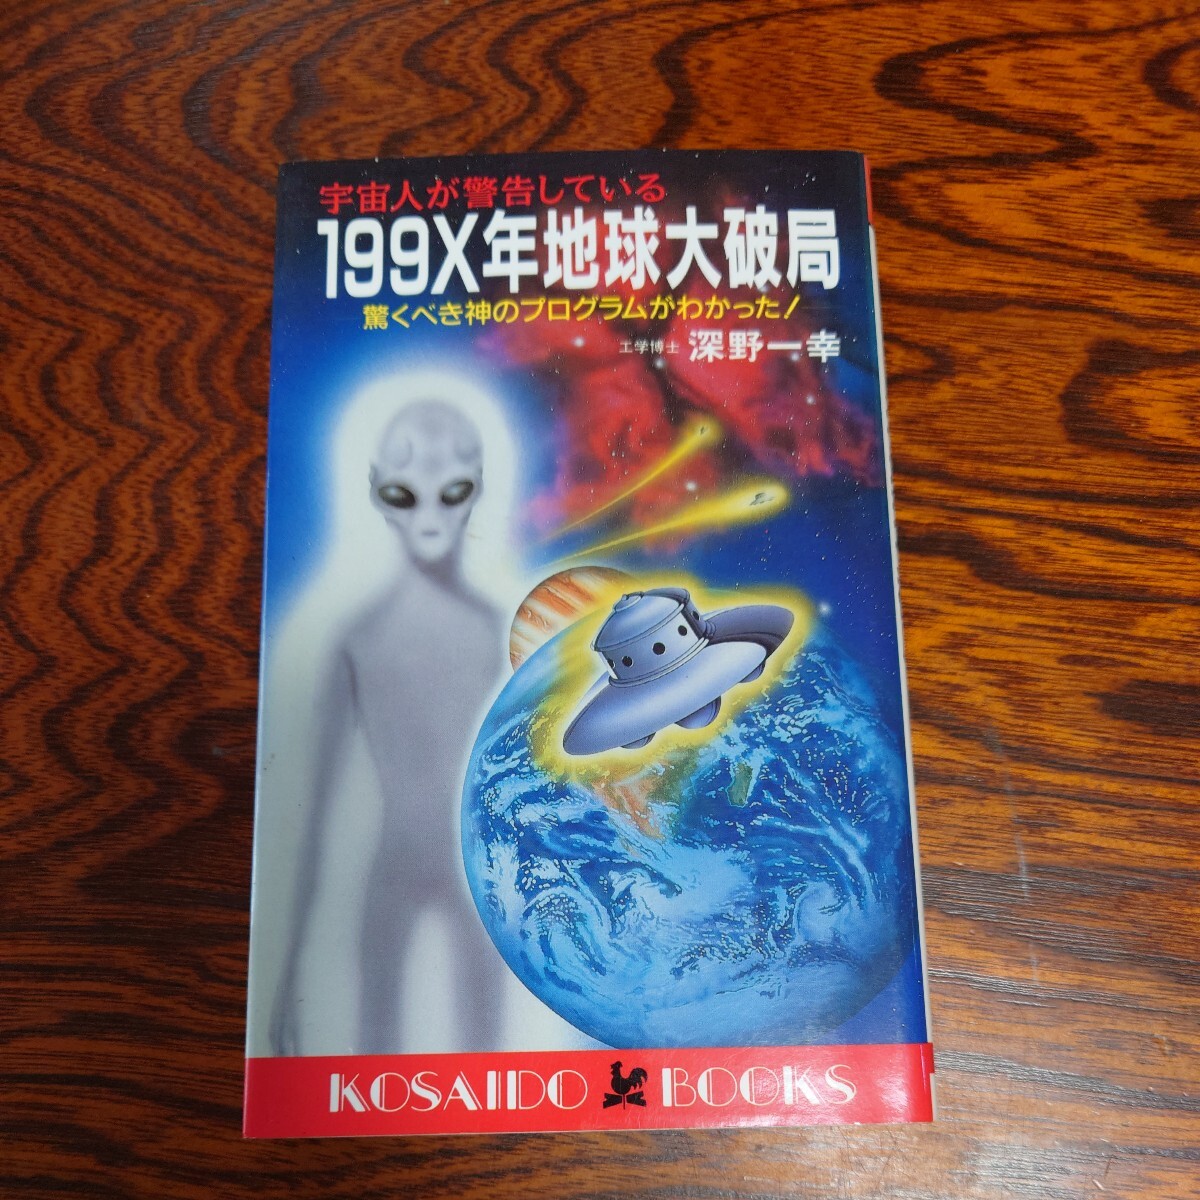 宇宙人が警告している
199X年地球大破局
驚くべき神のプログラムがわかった!
工学博士 深野一幸
KOSAIDO BOOKS